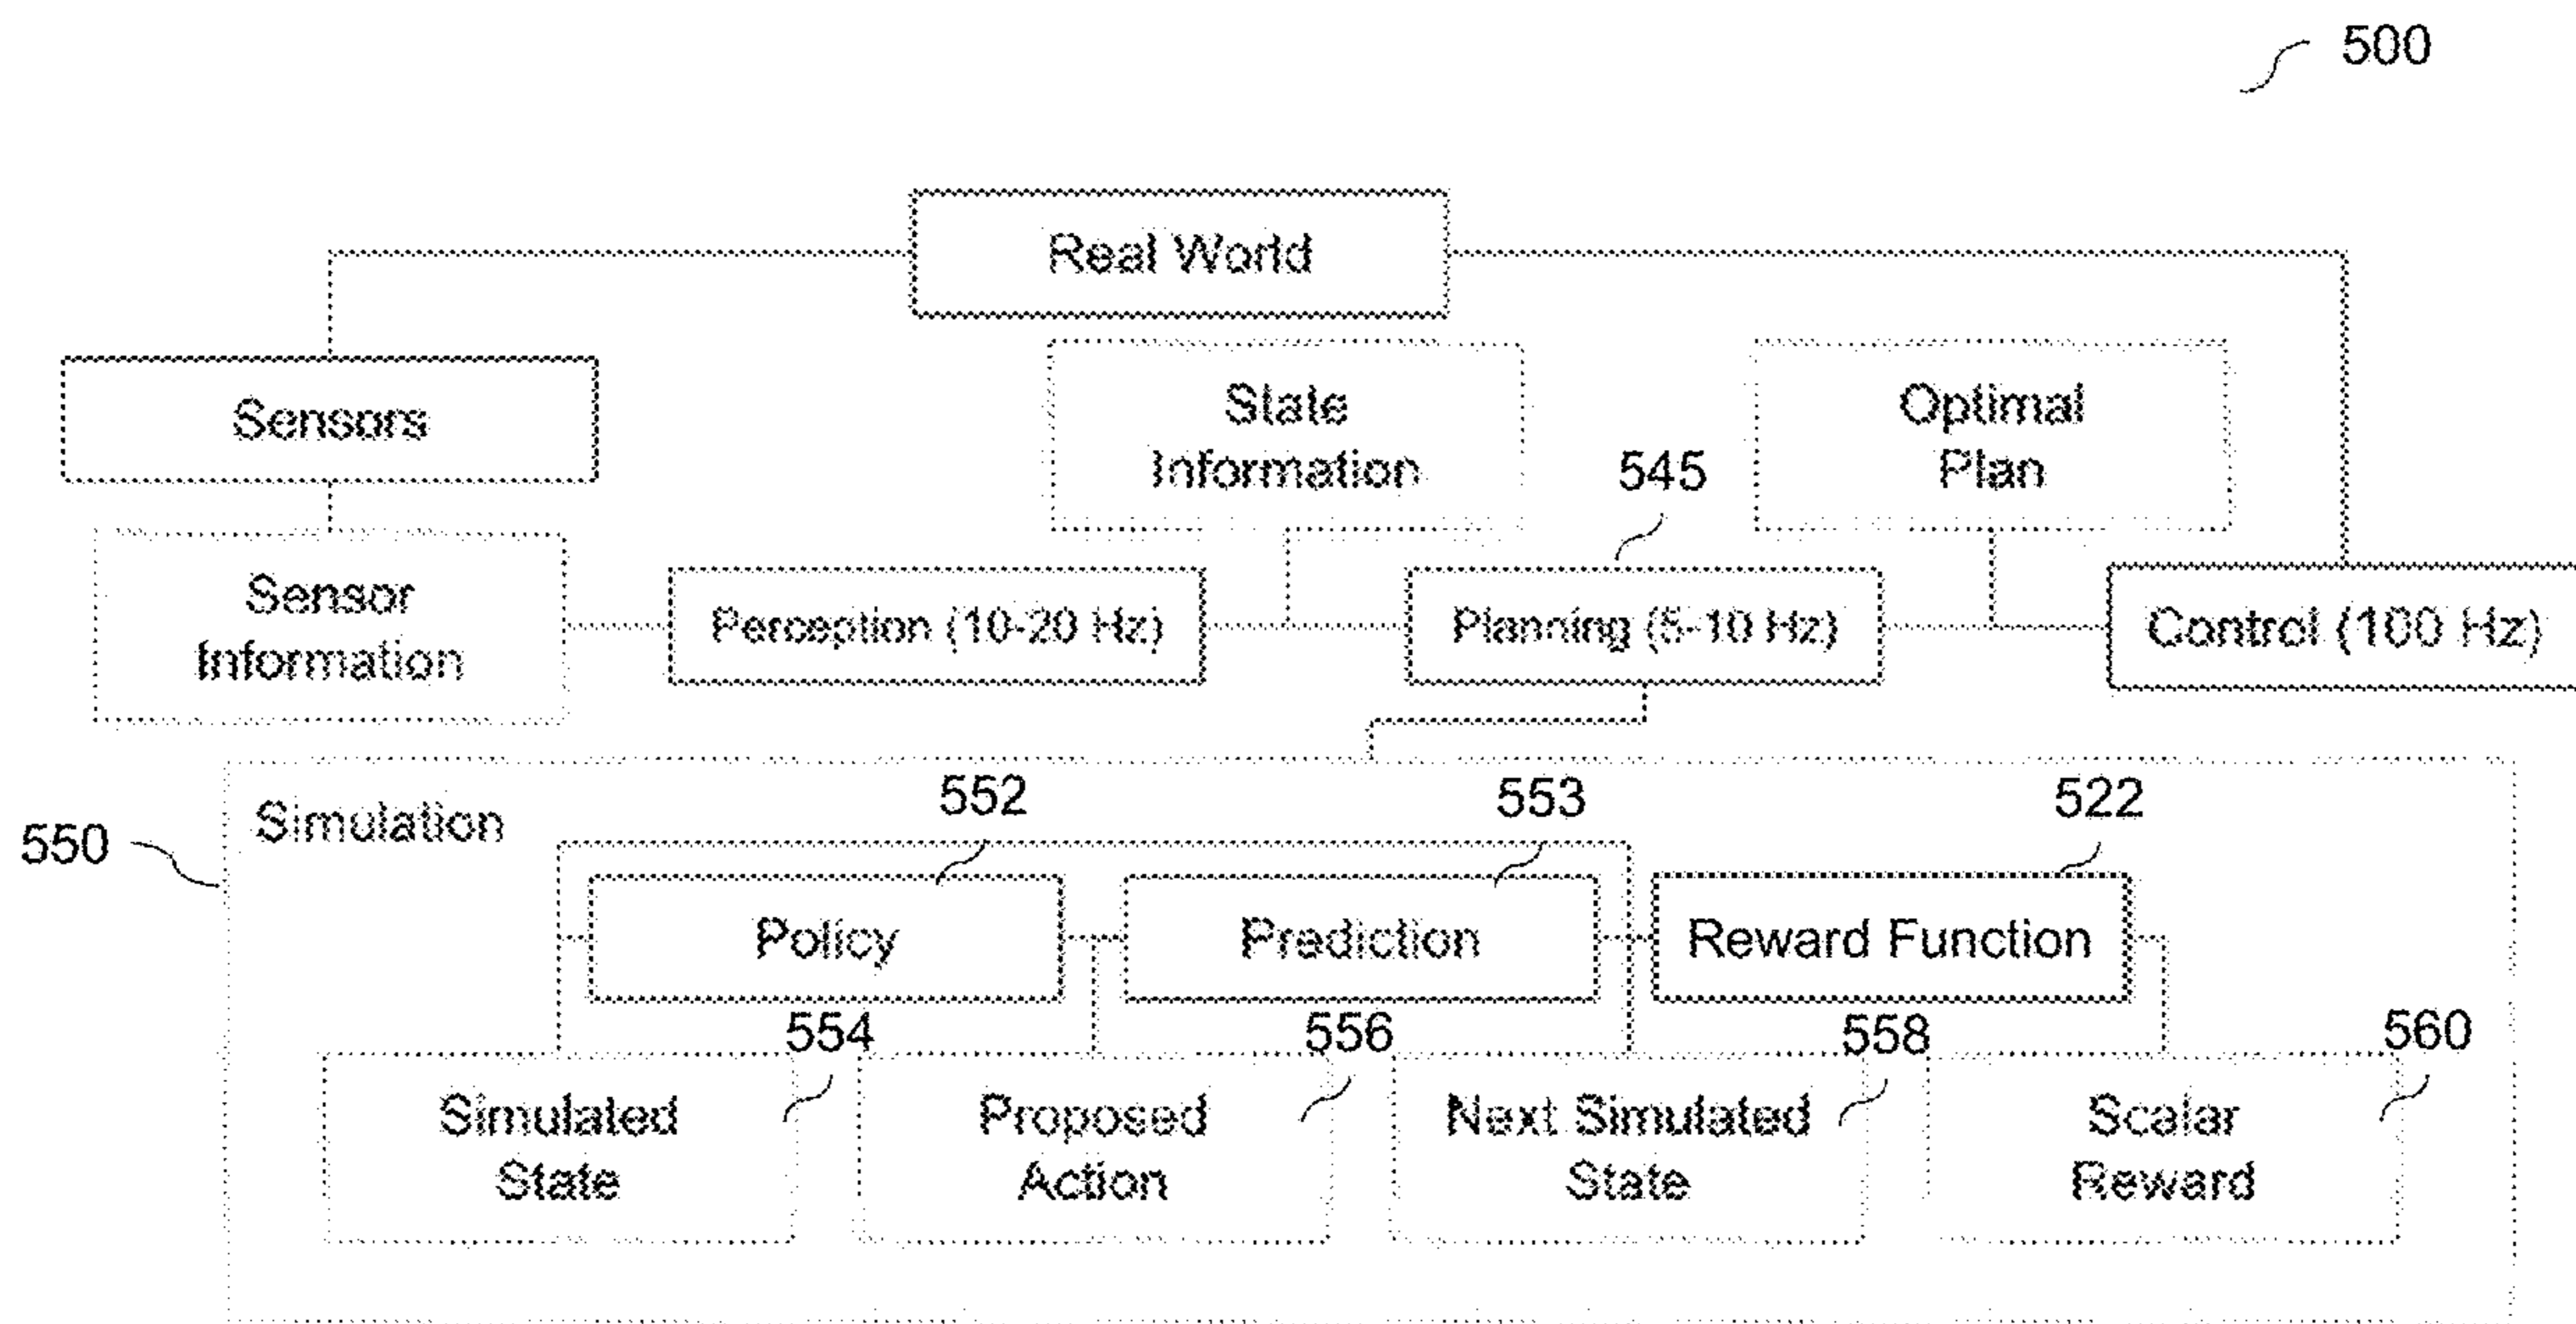 500
Real World
Sensors
State
Information
Optimal
Plan
545
Sensor
Information
Perception (10-20 Hz)
Planning (5-10 Hz)
Control (100 Hz)
550
Simulation
552
553
522
Policy
Prediction
Reward Function
554
556
558
560
Simulated
State
Proposed
Action
Next Simulated
State
Scalar
Reward